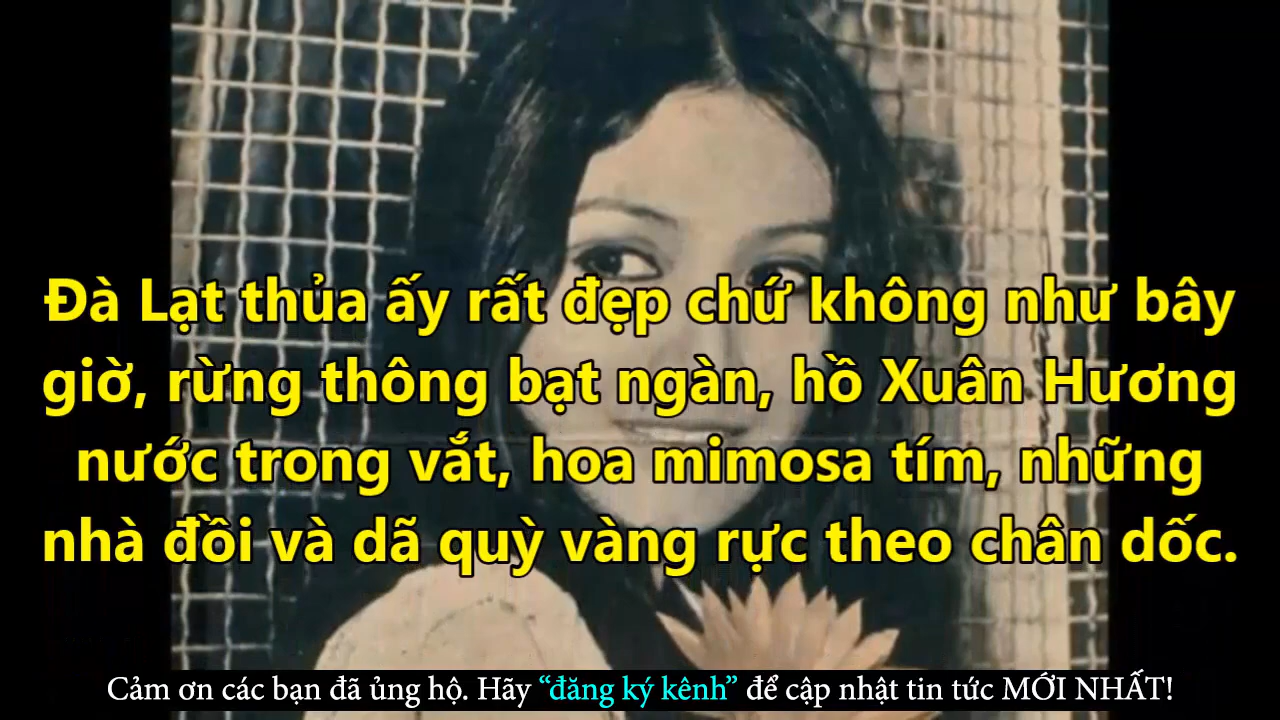 Đà Lạt thủa ấy rất đẹp chứ không như bây
giờ, rừng thông bạt ngàn, hồ Xuân Hương
nước trong vắt, hoa mimosa tím, những
nhà đồi và dã quỳ vàng rực theo chân dốc.
Cảm ơn các bạn đã ủng hộ. Hãy “đăng ký kênh” để cập nhật tin tức MỚI NHẤT!